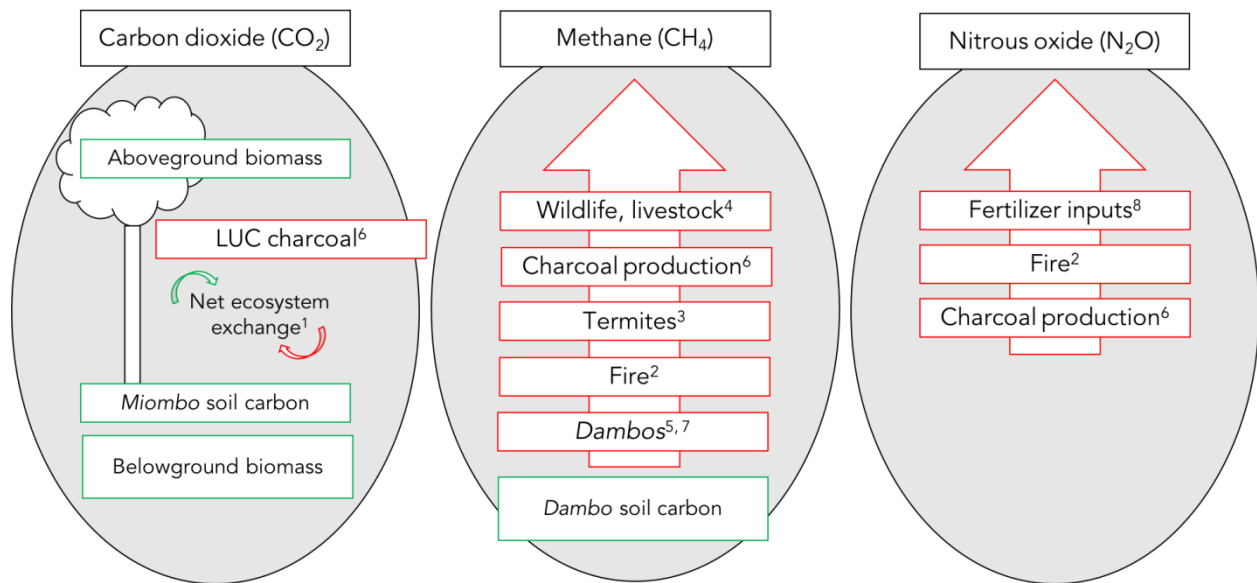 Carbon dioxide (CO₂)
Aboveground biomass
LUC charcoal⁶
Net ecosystem
exchange¹
Miombo soil carbon
Belowground biomass
Methane (CH₄)
Wildlife, livestock⁴
Charcoal production⁶
Termites³
Fire²
Dambos⁵, ⁷
Dambo soil carbon
Nitrous oxide (N₂O)
Fertilizer inputs⁸
Fire²
Charcoal production⁶